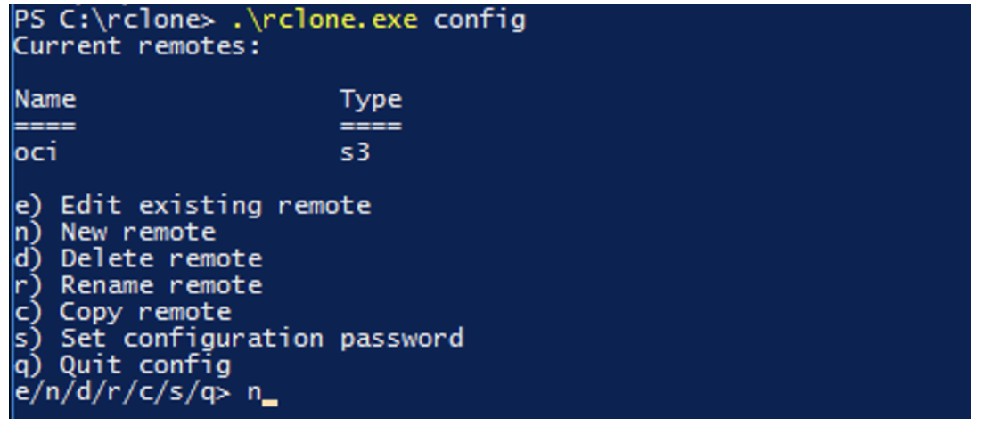 PS C:\rclone> .\rclone.exe config
Current remotes:
Name Type
==== ====
oci s3
e) Edit existing remote
n) New remote
d) Delete remote
r) Rename remote
c) Copy remote
s) Set configuration password
q) Quit config
e/n/d/r/c/s/q> n